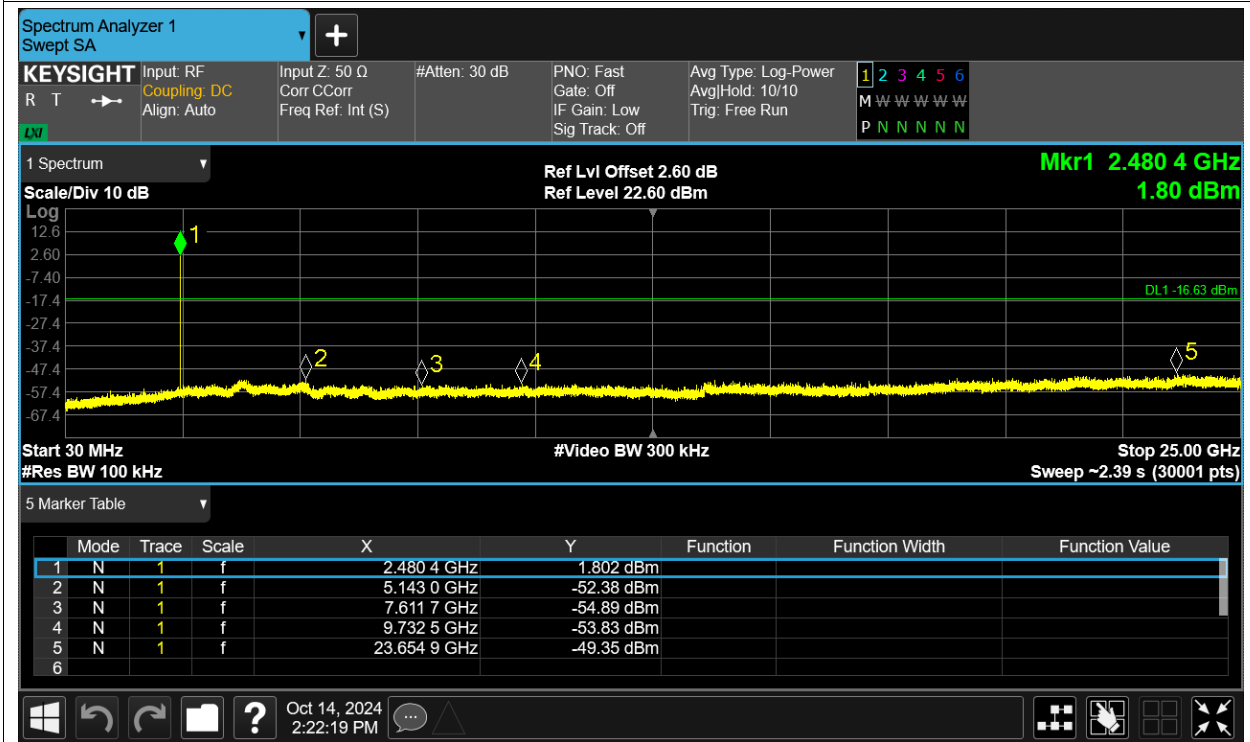 Spectrum Analyzer 1
Swept SA
KEYSIGHT
R T
LXI
Input: RF
Coupling: DC
Align: Auto
Input Z: 50 Ω
Corr CCorr
Freq Ref: Int (S)
#Atten: 30 dB
PNO: Fast
Gate: Off
IF Gain: Low
Sig Track: Off
Avg Type: Log-Power
Avg|Hold: 10/10
Trig: Free Run
1 2 3 4 5 6
M W W W W W
P N N N N N
1 Spectrum
Scale/Div 10 dB
Ref Lvl Offset 2.60 dB
Ref Level 22.60 dBm
Mkr1 2.480 4 GHz
1.80 dBm
Log
12.6
2.60
-7.40
-17.4
-27.4
-37.4
-47.4
-57.4
-67.4
1
2
3
4
5
DL1 -16.63 dBm
Start 30 MHz
#Res BW 100 kHz
#Video BW 300 kHz
Stop 25.00 GHz
Sweep ~2.39 s (30001 pts)
5 Marker Table
Mode Trace Scale X Y Function Function Width Function Value
1 N 1 f 2.480 4 GHz 1.802 dBm
2 N 1 f 5.143 0 GHz -52.38 dBm
3 N 1 f 7.611 7 GHz -54.89 dBm
4 N 1 f 9.732 5 GHz -53.83 dBm
5 N 1 f 23.654 9 GHz -49.35 dBm
6
?
Oct 14, 2024
2:22:19 PM